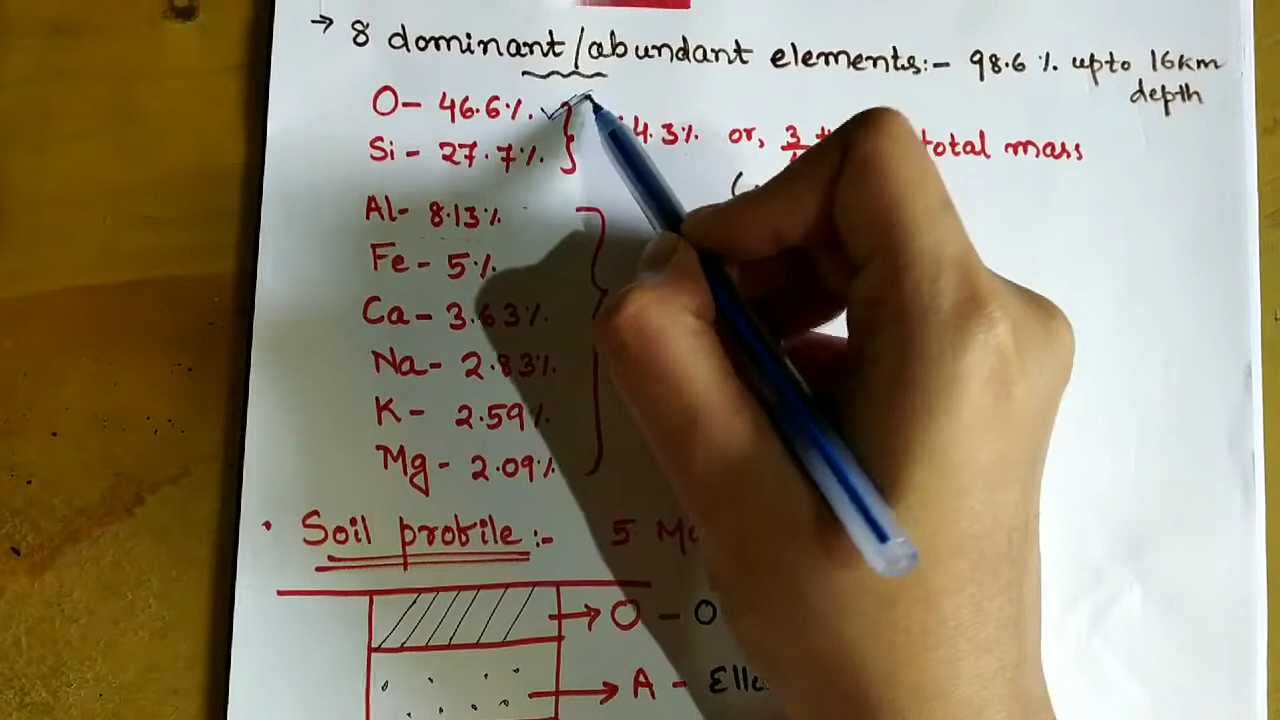 → 8 dominant/abundant elements:- 98.6% upto 16km
depth
O- 46.6%
Si- 27.7%
4.3% or, 3 total mass
Al- 8.13%
Fe- 5%
Ca- 3.63%
Na- 2.83%
K- 2.59%
Mg- 2.09%
• Soil profile:- 5
→ O - O
→ A -